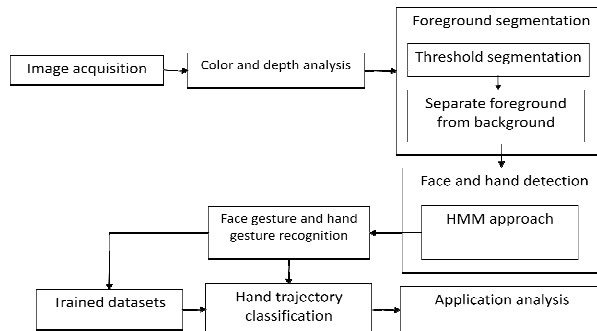 Foreground segmentation
Image acquisition
Color and depth analysis
Threshold segmentation
Separate foreground
from background
Face and hand detection
HMM approach
Face gesture and hand
gesture recognition
Trained datasets
Hand trajectory
classification
Application analysis